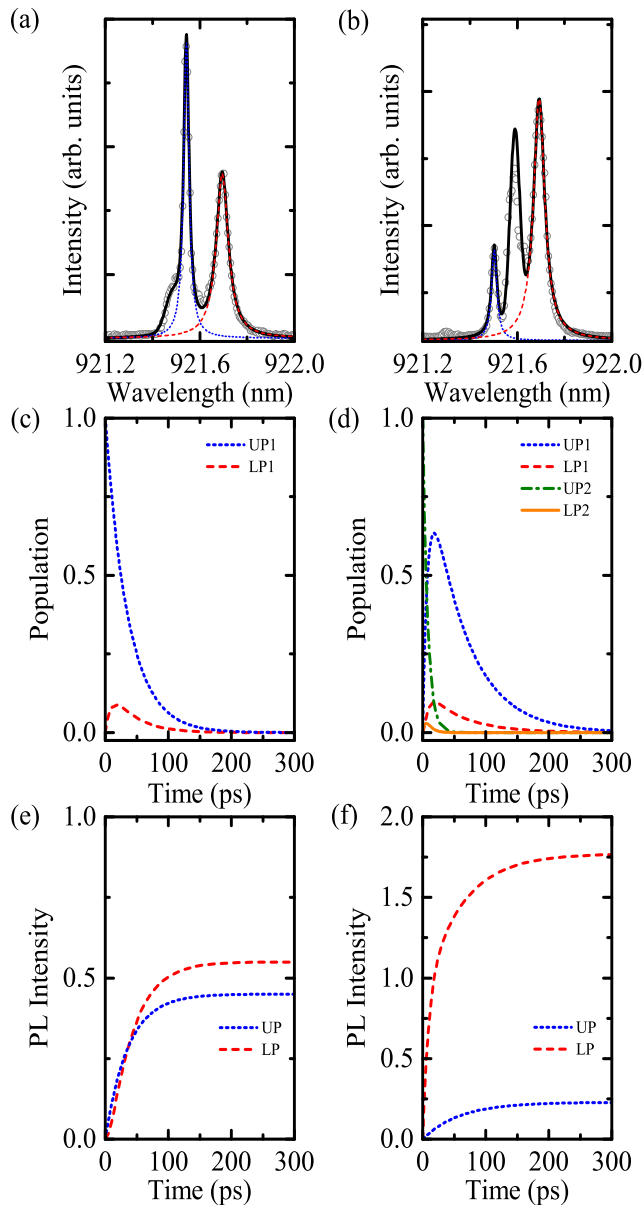 (a)
(b)
Intensity (arb. units)
Intensity (arb. units)
921.2 921.6 922.0
921.2 921.6 922.0
Wavelength (nm)
Wavelength (nm)
(c)
(d)
1.0
0.5
0.0
Population
UP1
LP1
0 100 200 300
Time (ps)
1.0
0.5
0.0
Population
UP1
LP1
UP2
LP2
0 100 200 300
Time (ps)
(e)
(f)
1.0
0.5
0.0
PL Intensity
UP
LP
0 100 200 300
Time (ps)
2.0
1.5
1.0
0.5
0.0
PL Intensity
UP
LP
0 100 200 300
Time (ps)